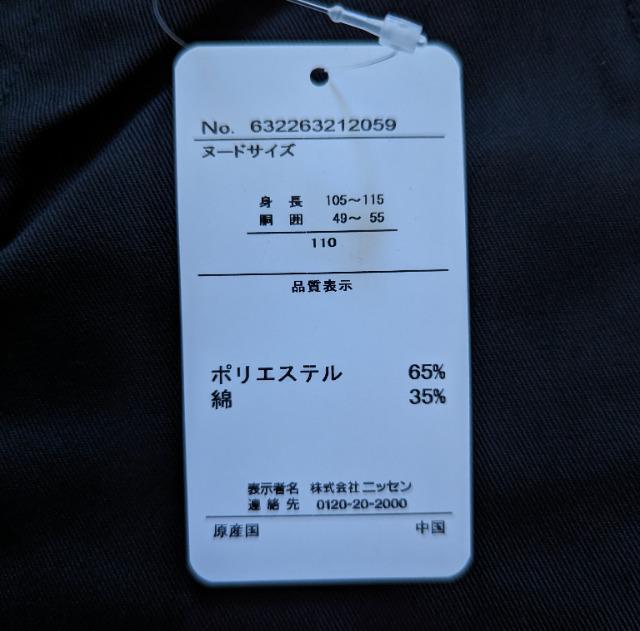 No. 632263212059
ヌードサイズ
身長 105～115
胴囲 49～ 55
110
品質表示
ポリエステル 65%
綿 35%
表示者名 株式会社ニッセン
連絡先 0120-20-2000
原産国 中国